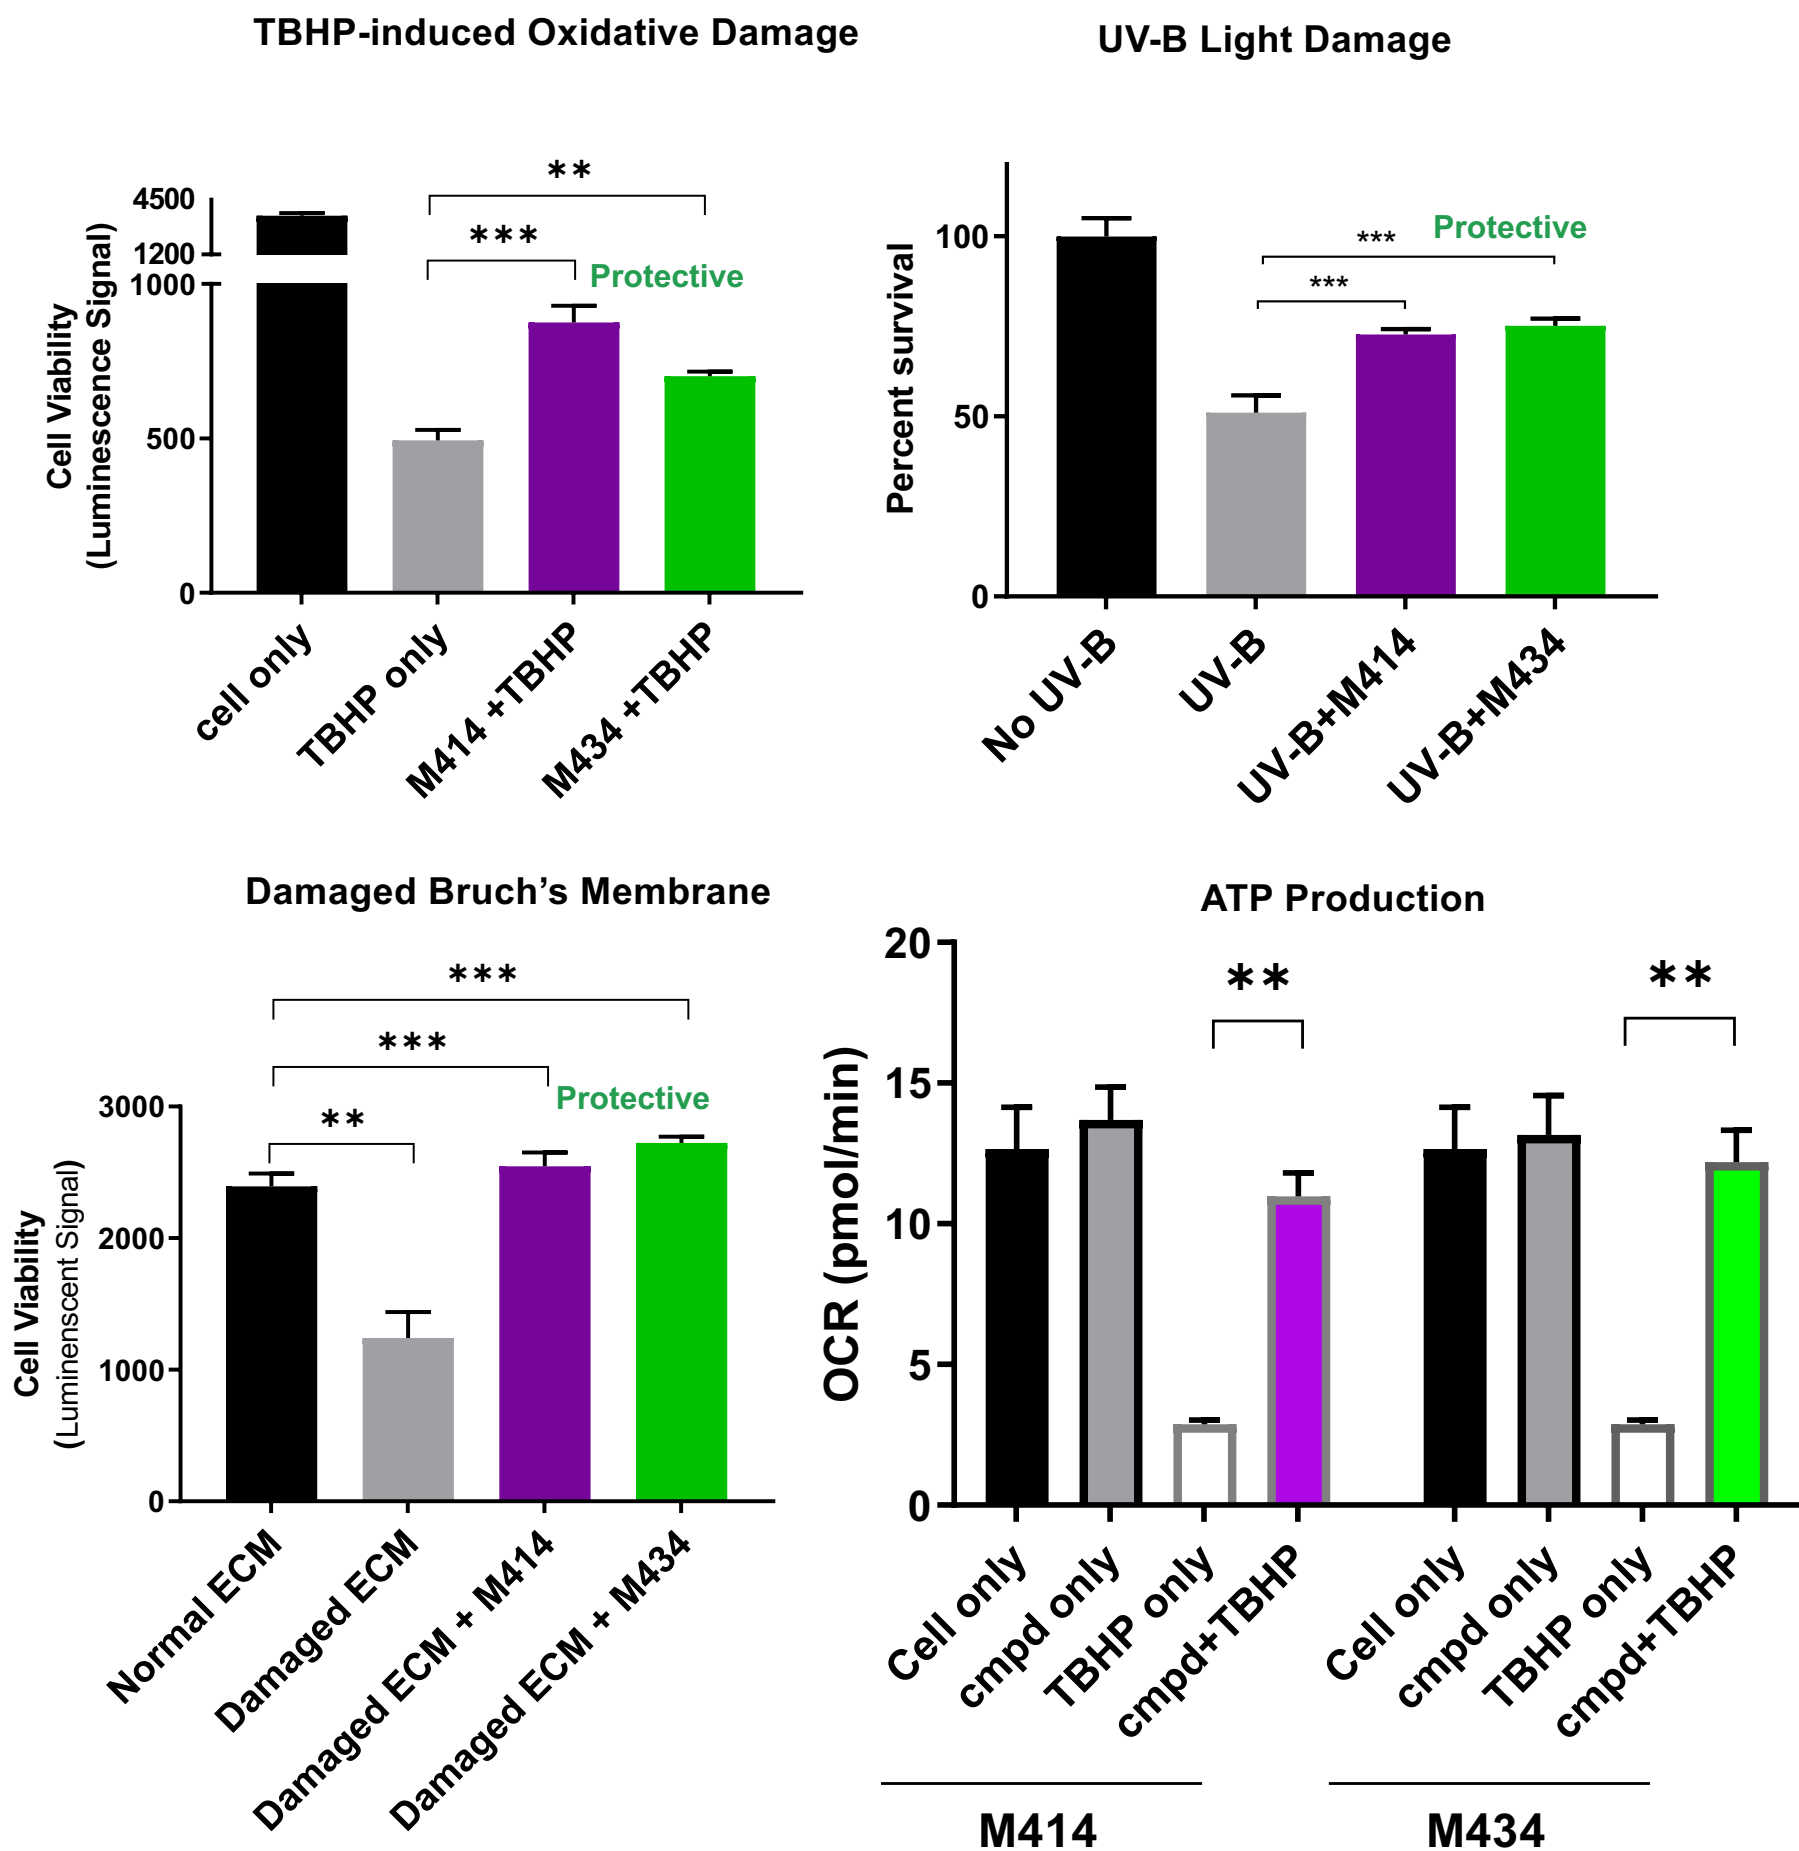 TBHP-induced Oxidative Damage
**
***
Protective
4500
1200
1000
500
0
Cell Viability
(Luminescence Signal)
cell only
TBHP only
M414 +TBHP
M434 +TBHP
UV-B Light Damage
Protective
***
***
100
50
0
Percent survival
No UV-B
UV-B
UV-B+M414
UV-B+M434
Damaged Bruch’s Membrane
***
***
**
Protective
3000
2000
1000
0
Cell Viability
(Luminenscent Signal)
Normal ECM
Damaged ECM
Damaged ECM + M414
Damaged ECM + M434
ATP Production
**
**
20
15
10
5
0
OCR (pmol/min)
Cell only
cmpd only
TBHP only
cmpd+TBHP
Cell only
cmpd only
TBHP only
cmpd+TBHP
M414
M434